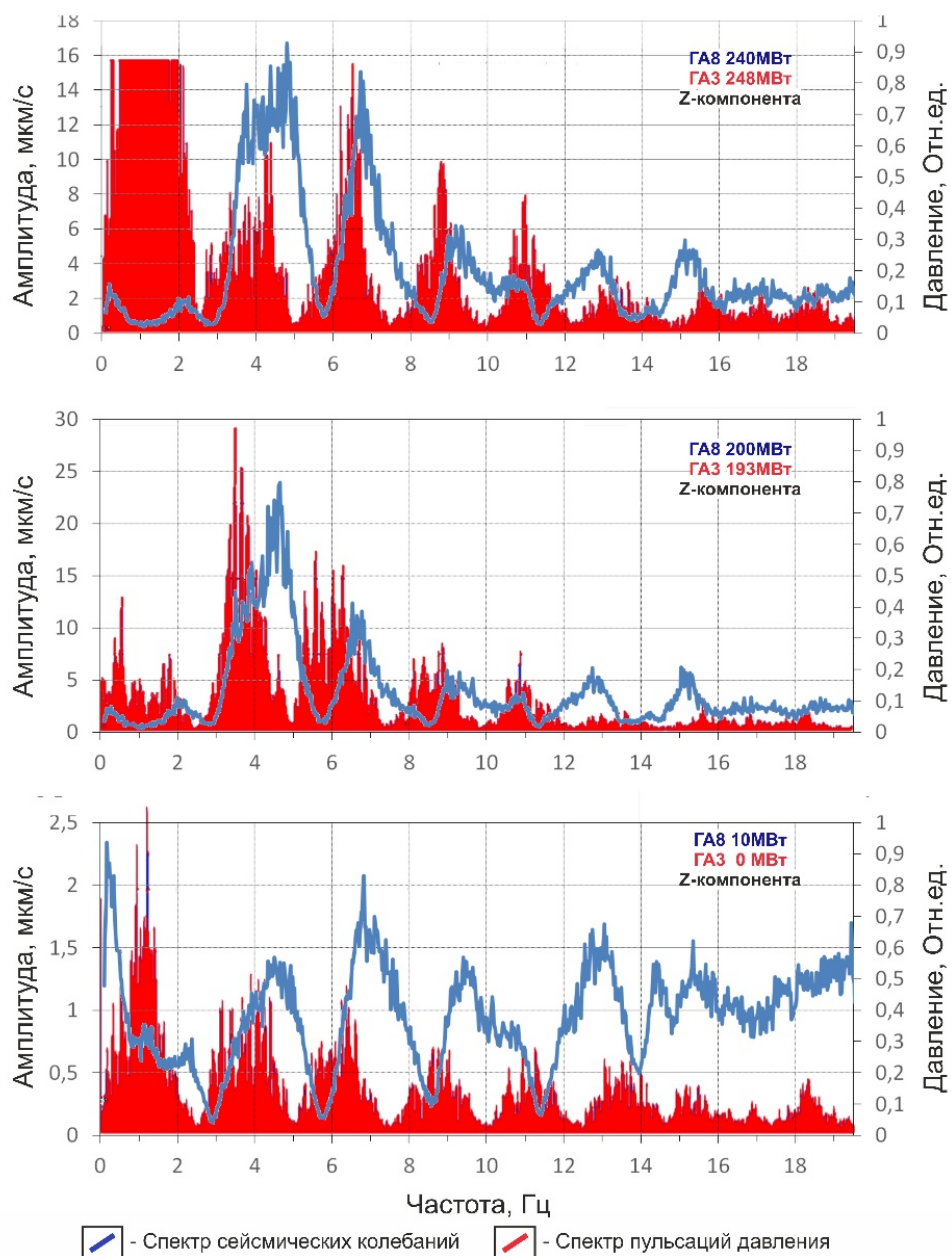 18
16
14
12
10
8
6
4
2
0
Амплитуда, мкм/с
1
0,9
0,8
0,7
0,6
0,5
0,4
0,3
0,2
0,1
0
Давление, Отн.ед.
ГА8 240МВт
ГА3 248МВт
Z-компонента
0 2 4 6 8 10 12 14 16 18
30
25
20
15
10
5
0
Амплитуда, мкм/с
1
0,9
0,8
0,7
0,6
0,5
0,4
0,3
0,2
0,1
0
Давление, Отн.ед.
ГА8 200МВт
ГА3 193МВт
Z-компонента
0 2 4 6 8 10 12 14 16 18
2,5
2
1,5
1
0,5
0
Амплитуда, мкм/с
1
0,9
0,8
0,7
0,6
0,5
0,4
0,3
0,2
0,1
0
Давление, Отн.ед.
ГА8 10МВт
ГА3 0 МВт
Z-компонента
0 2 4 6 8 10 12 14 16 18
Частота, Гц
- Спектр сейсмических колебаний - Спектр пульсаций давления